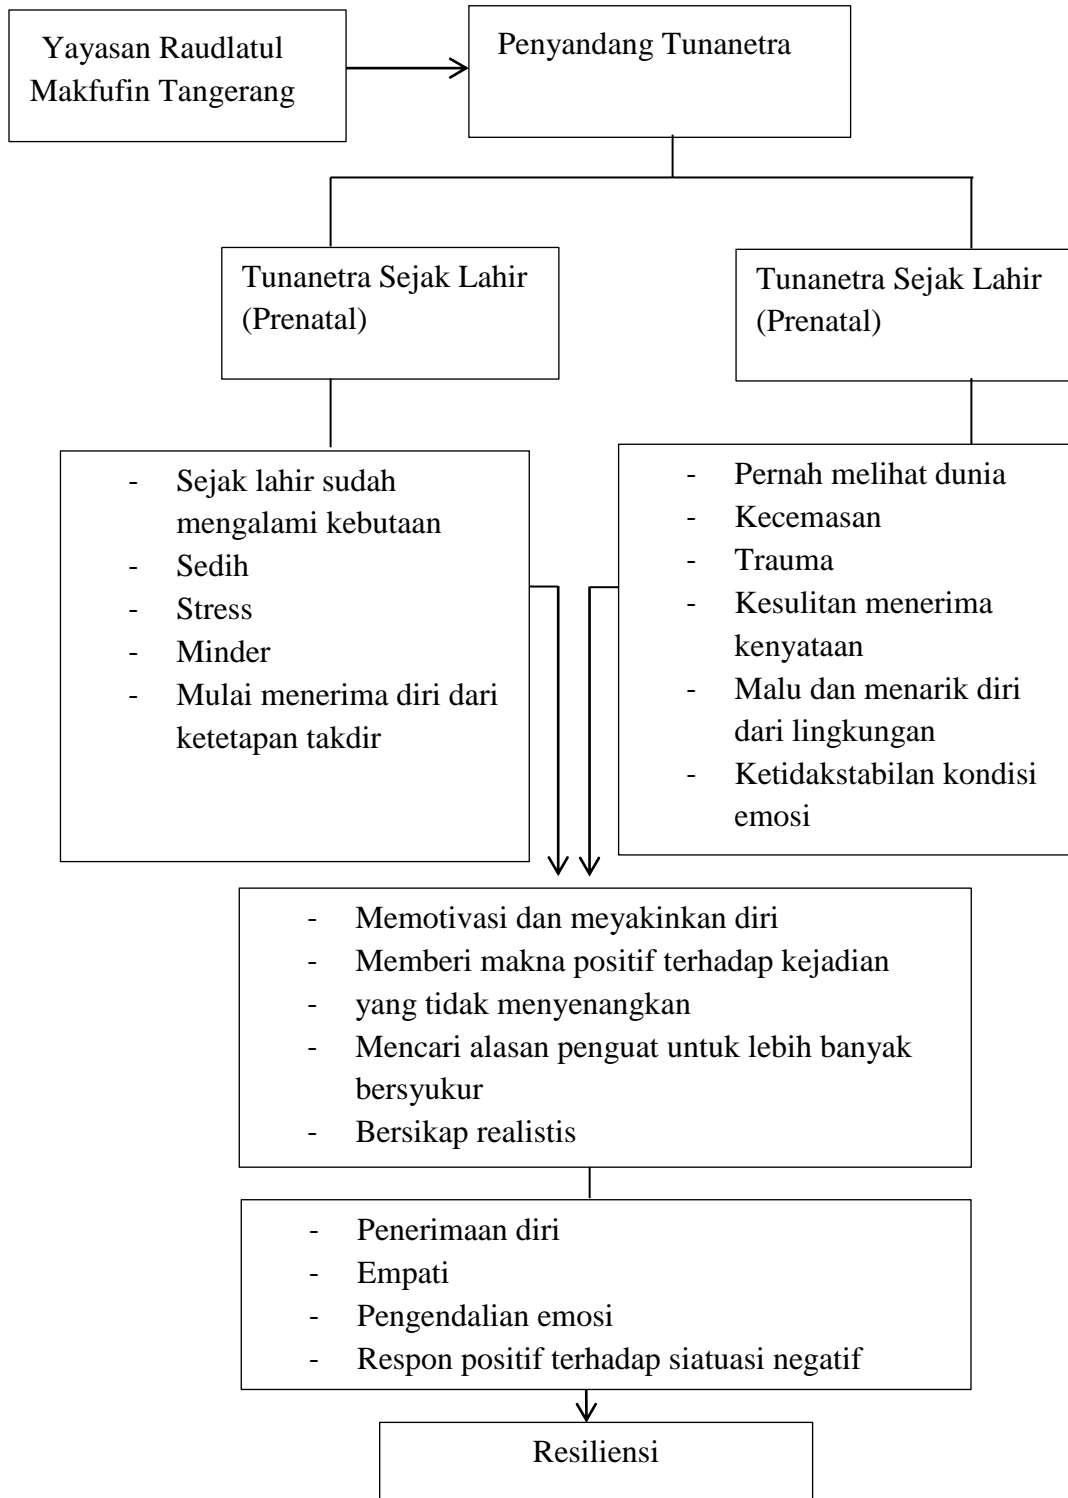 Yayasan Raudlatul
Makfufin Tangerang
Penyandang Tunanetra
Tunanetra Sejak Lahir
(Prenatal)
Tunanetra Sejak Lahir
(Prenatal)
- Sejak lahir sudah
mengalami kebutaan
- Sedih
- Stress
- Minder
- Mulai menerima diri dari
ketetapan takdir
- Pernah melihat dunia
- Kecemasan
- Trauma
- Kesulitan menerima
kenyataan
- Malu dan menarik diri
dari lingkungan
- Ketidakstabilan kondisi
emosi
- Memotivasi dan meyakinkan diri
- Memberi makna positif terhadap kejadian
- yang tidak menyenangkan
- Mencari alasan penguat untuk lebih banyak
bersyukur
- Bersikap realistis
- Penerimaan diri
- Empati
- Pengendalian emosi
- Respon positif terhadap siatuasi negatif
Resiliensi